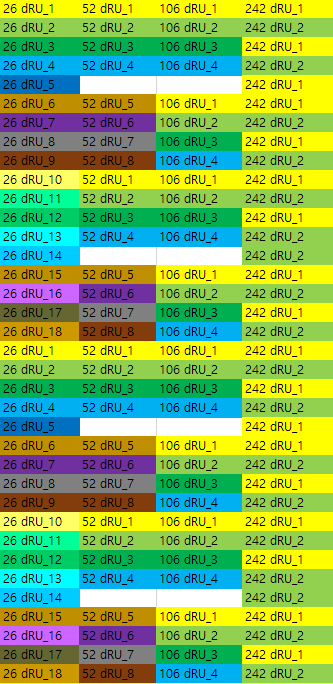 26 dRU_1 52 dRU_1 106 dRU_1 242 dRU_1
26 dRU_2 52 dRU_2 106 dRU_2 242 dRU_2
26 dRU_3 52 dRU_3 106 dRU_3 242 dRU_1
26 dRU_4 52 dRU_4 106 dRU_4 242 dRU_2
26 dRU_5 242 dRU_1
26 dRU_6 52 dRU_5 106 dRU_1 242 dRU_1
26 dRU_7 52 dRU_6 106 dRU_2 242 dRU_2
26 dRU_8 52 dRU_7 106 dRU_3 242 dRU_1
26 dRU_9 52 dRU_8 106 dRU_4 242 dRU_2
26 dRU_10 52 dRU_1 106 dRU_1 242 dRU_1
26 dRU_11 52 dRU_2 106 dRU_2 242 dRU_2
26 dRU_12 52 dRU_3 106 dRU_3 242 dRU_1
26 dRU_13 52 dRU_4 106 dRU_4 242 dRU_2
26 dRU_14 242 dRU_2
26 dRU_15 52 dRU_5 106 dRU_1 242 dRU_1
26 dRU_16 52 dRU_6 106 dRU_2 242 dRU_2
26 dRU_17 52 dRU_7 106 dRU_3 242 dRU_1
26 dRU_18 52 dRU_8 106 dRU_4 242 dRU_2
26 dRU_1 52 dRU_1 106 dRU_1 242 dRU_1
26 dRU_2 52 dRU_2 106 dRU_2 242 dRU_2
26 dRU_3 52 dRU_3 106 dRU_3 242 dRU_1
26 dRU_4 52 dRU_4 106 dRU_4 242 dRU_2
26 dRU_5 242 dRU_1
26 dRU_6 52 dRU_5 106 dRU_1 242 dRU_1
26 dRU_7 52 dRU_6 106 dRU_2 242 dRU_2
26 dRU_8 52 dRU_7 106 dRU_3 242 dRU_1
26 dRU_9 52 dRU_8 106 dRU_4 242 dRU_2
26 dRU_10 52 dRU_1 106 dRU_1 242 dRU_1
26 dRU_11 52 dRU_2 106 dRU_2 242 dRU_2
26 dRU_12 52 dRU_3 106 dRU_3 242 dRU_1
26 dRU_13 52 dRU_4 106 dRU_4 242 dRU_2
26 dRU_14 242 dRU_2
26 dRU_15 52 dRU_5 106 dRU_1 242 dRU_1
26 dRU_16 52 dRU_6 106 dRU_2 242 dRU_2
26 dRU_17 52 dRU_7 106 dRU_3 242 dRU_1
26 dRU_18 52 dRU_8 106 dRU_4 242 dRU_2